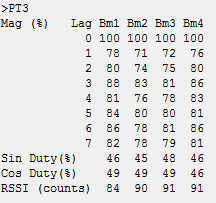 >PT3
Mag (%) Lag Bm1 Bm2 Bm3 Bm4
0 100 100 100 100
1 78 71 72 76
2 80 74 75 80
3 88 83 81 86
4 81 76 78 83
5 84 80 80 81
6 86 78 81 86
7 82 78 79 81
Sin Duty(%) 46 45 48 46
Cos Duty(%) 49 49 49 46
RSSI (counts) 84 90 91 91